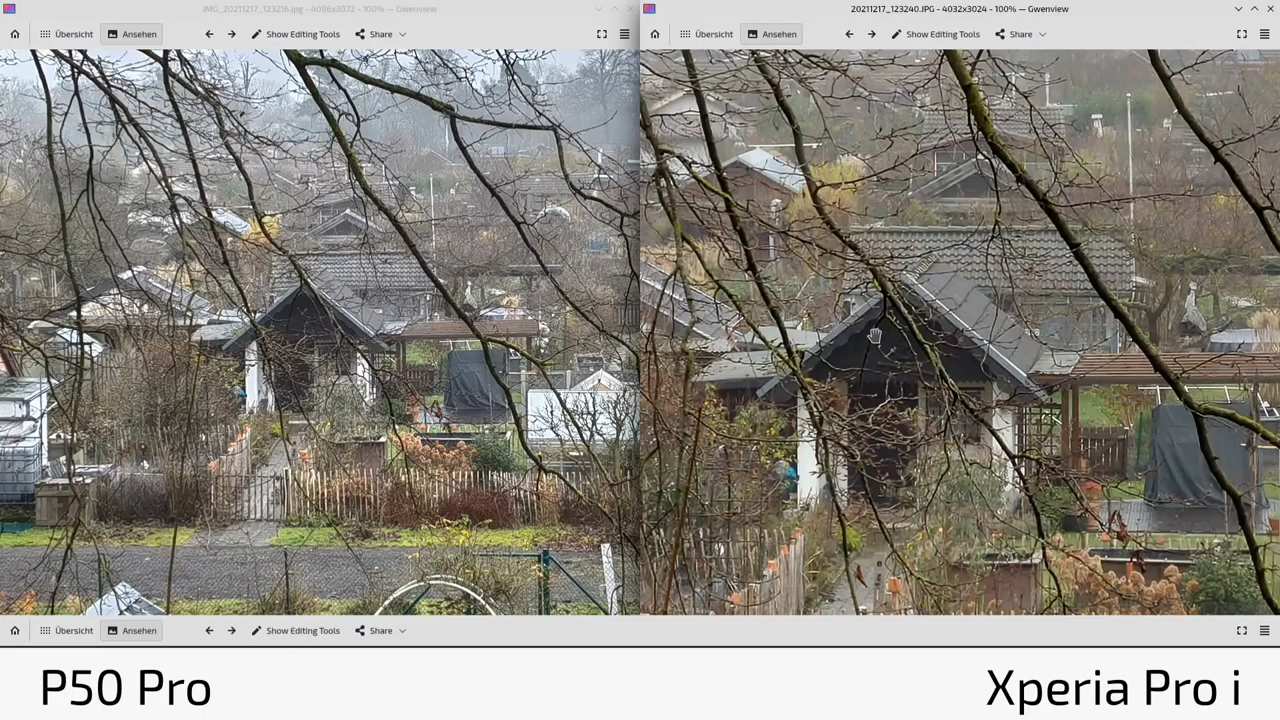 IMG_20211217_123216.jpg - 4096x3072 - 100% — Gwenview
20211217_123240.JPG - 4032x3024 - 100% — Gwenview
Übersicht Ansehen Show Editing Tools Share
Übersicht Ansehen Show Editing Tools Share
Übersicht Ansehen Show Editing Tools Share
P50 Pro
Xperia Pro i